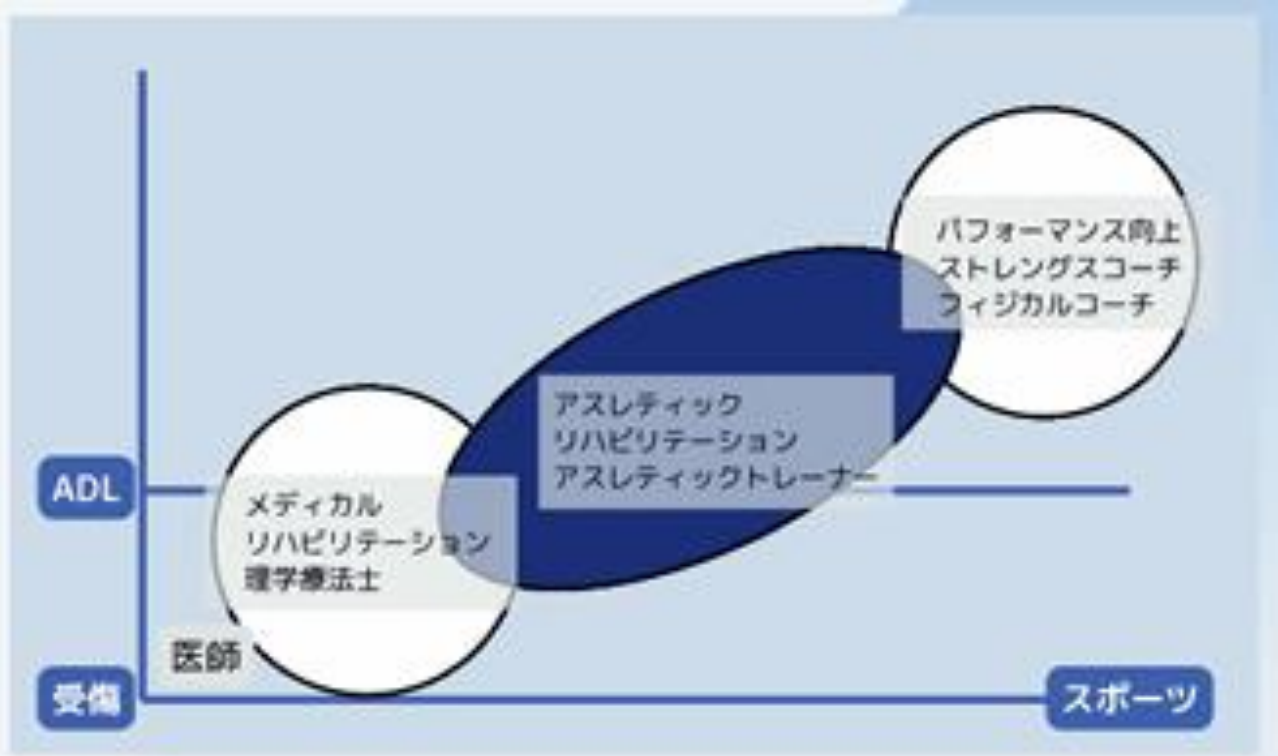 パフォーマンス向上
ストレングスコーチ
フィジカルコーチ
アスレティック
リハビリテーション
アスレティックトレーナー
ADL
メディカル
リハビリテーション
理学療法士
医師
受傷
スポーツ